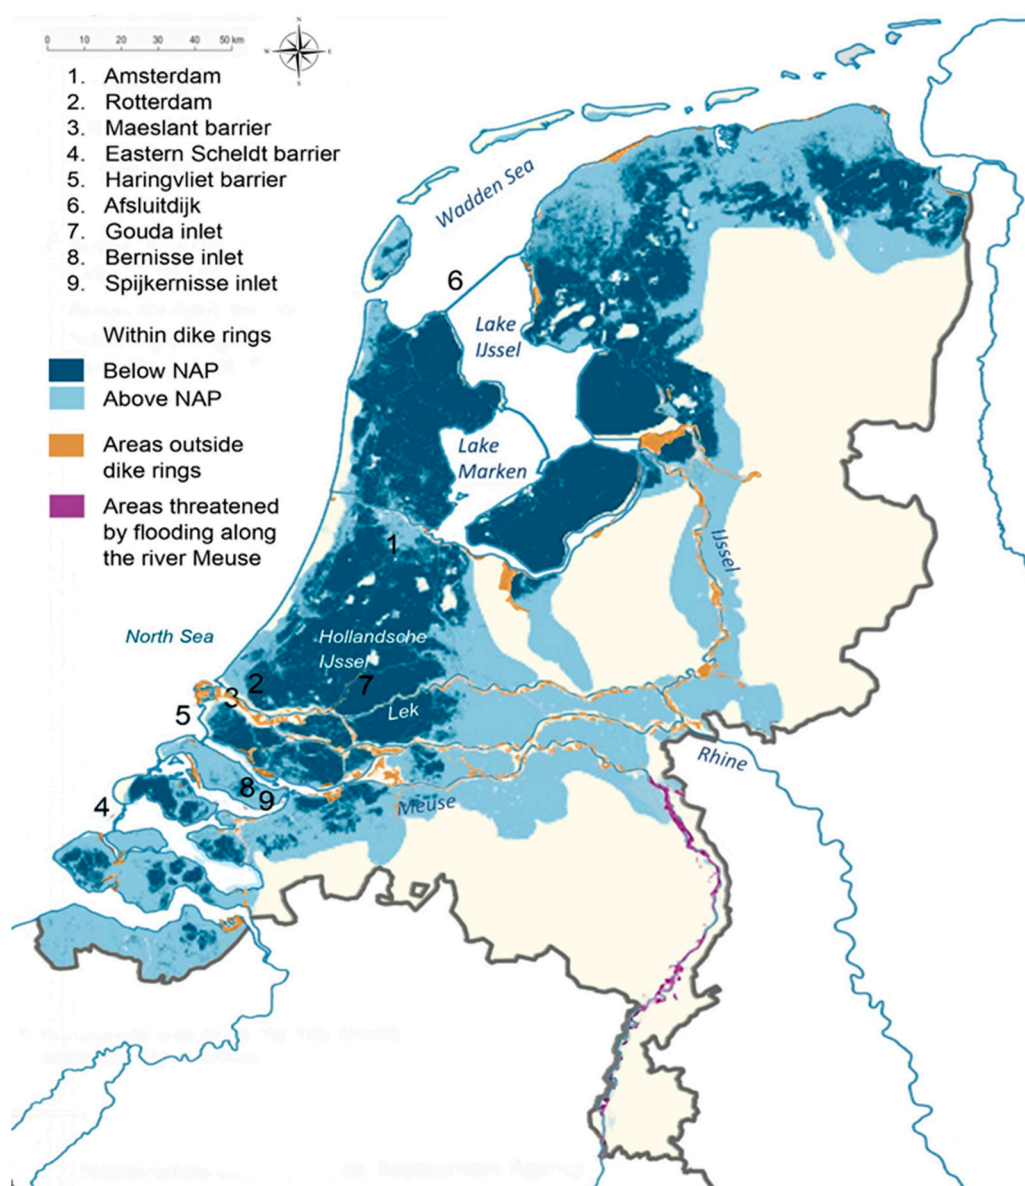 N
W E
S
0 10 20 30 40 50 km
1. Amsterdam
2. Rotterdam
3. Maeslant barrier
4. Eastern Scheldt barrier
5. Haringvliet barrier
6. Afsluitdijk
7. Gouda inlet
8. Bernisse inlet
9. Spijkernisse inlet
Within dike rings
Below NAP
Above NAP
Areas outside
dike rings
Areas threatened
by flooding along
the river Meuse
Wadden Sea
6
Lake
IJssel
Lake
Marken
1
IJssel
North Sea
Hollandsche
IJssel
7
2
3
Lek
5
Rhine
8
9
Meuse
4